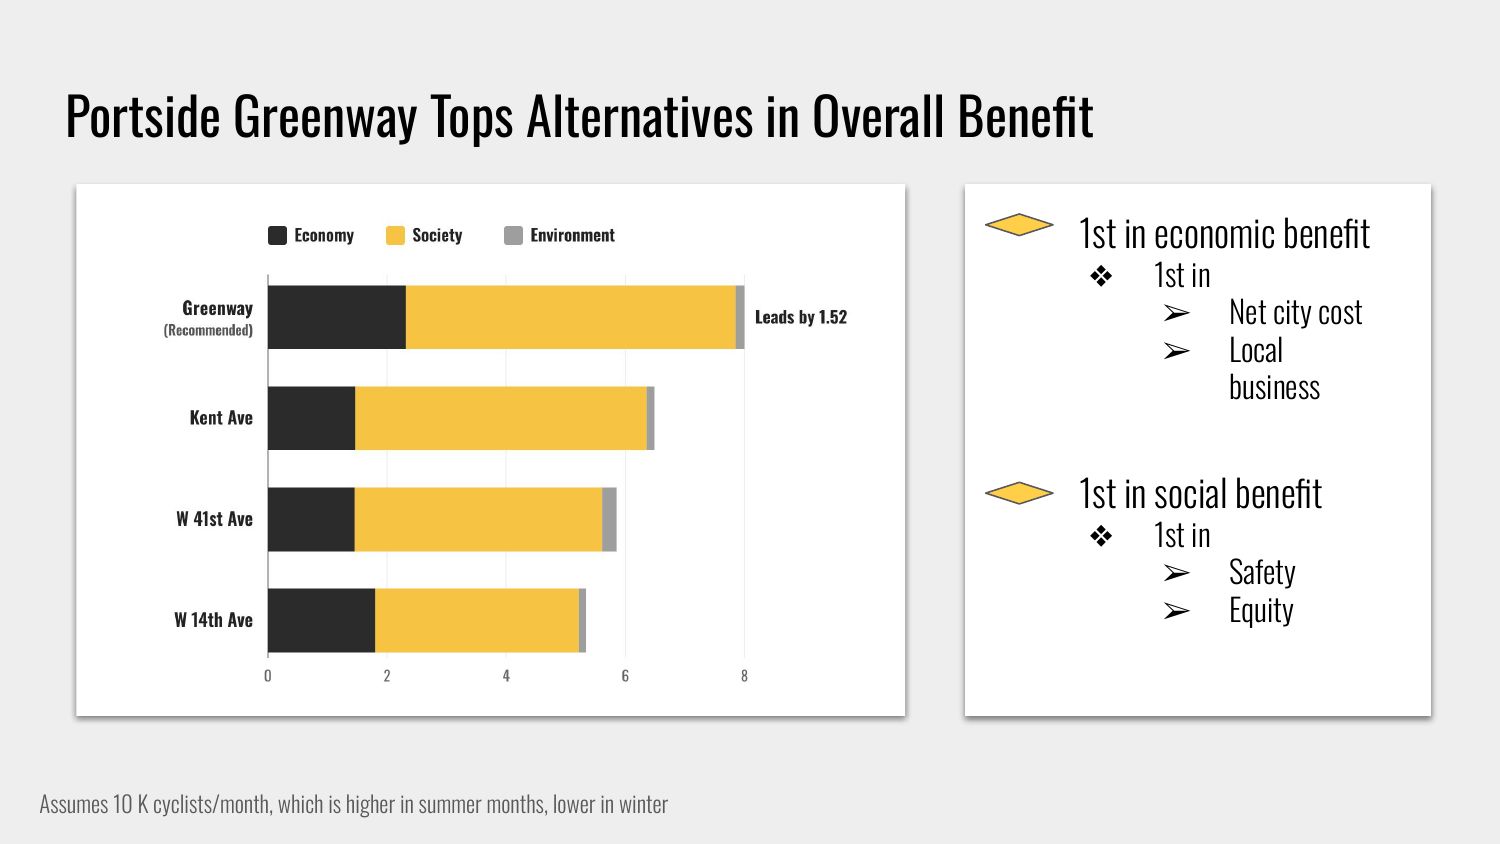 Portside Greenway Tops Alternatives in Overall Benefit
Economy Society Environment
Greenway
(Recommended)
Leads by 1.52
Kent Ave
W 41st Ave
W 14th Ave
0 2 4 6 8
1st in economic benefit
❖ 1st in
➢ Net city cost
➢ Local
business
1st in social benefit
❖ 1st in
➢ Safety
➢ Equity
Assumes 10 K cyclists/month, which is higher in summer months, lower in winter